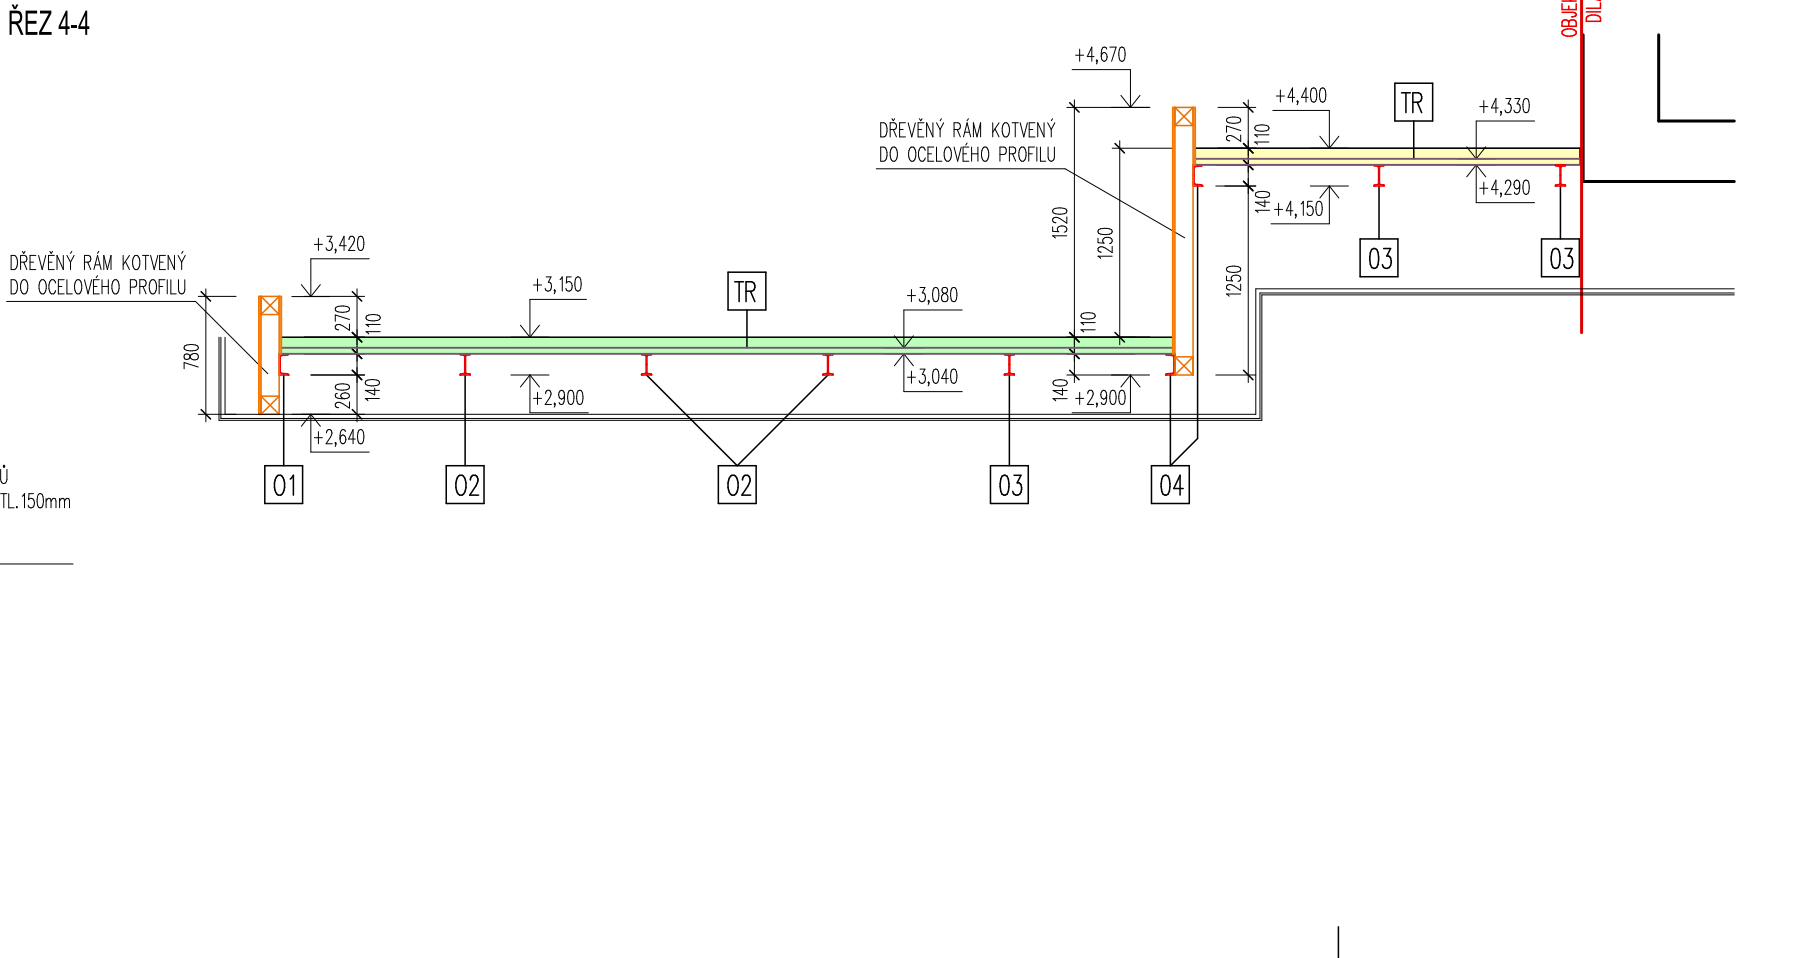 ŘEZ 4-4
OBJEK
DILA
+4,670
+4,400
TR
+4,330
270
110
DŘEVĚNÝ RÁM KOTVENÝ
DO OCELOVÉHO PROFILU
+4,290
140
+4,150
1520
1250
1250
03
03
+3,420
DŘEVĚNÝ RÁM KOTVENÝ
DO OCELOVÉHO PROFILU
+3,150
TR
+3,080
270
110
110
780
+3,040
260
140
+2,900
140
+2,900
+2,640
01
02
02
03
04
Ů
TL.150mm